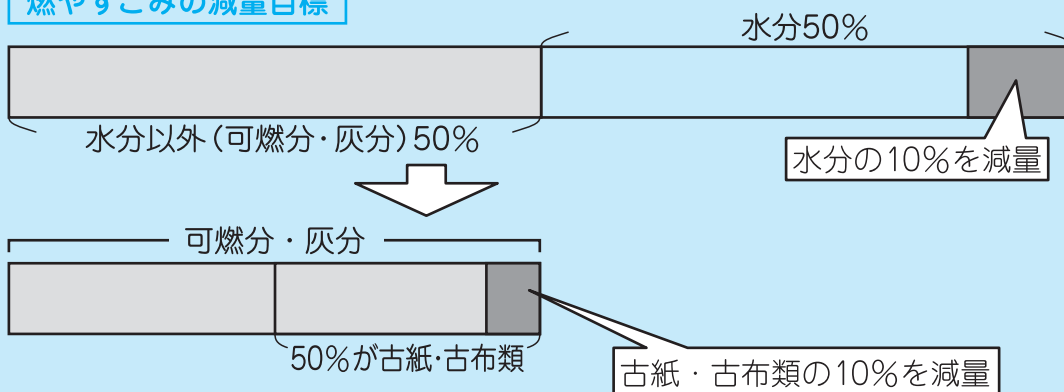 燃やすごみの減量目標
水分50%
水分以外(可燃分・灰分)50%
水分の10%を減量
可燃分・灰分
50%が古紙・古布類
古紙・古布類の10%を減量